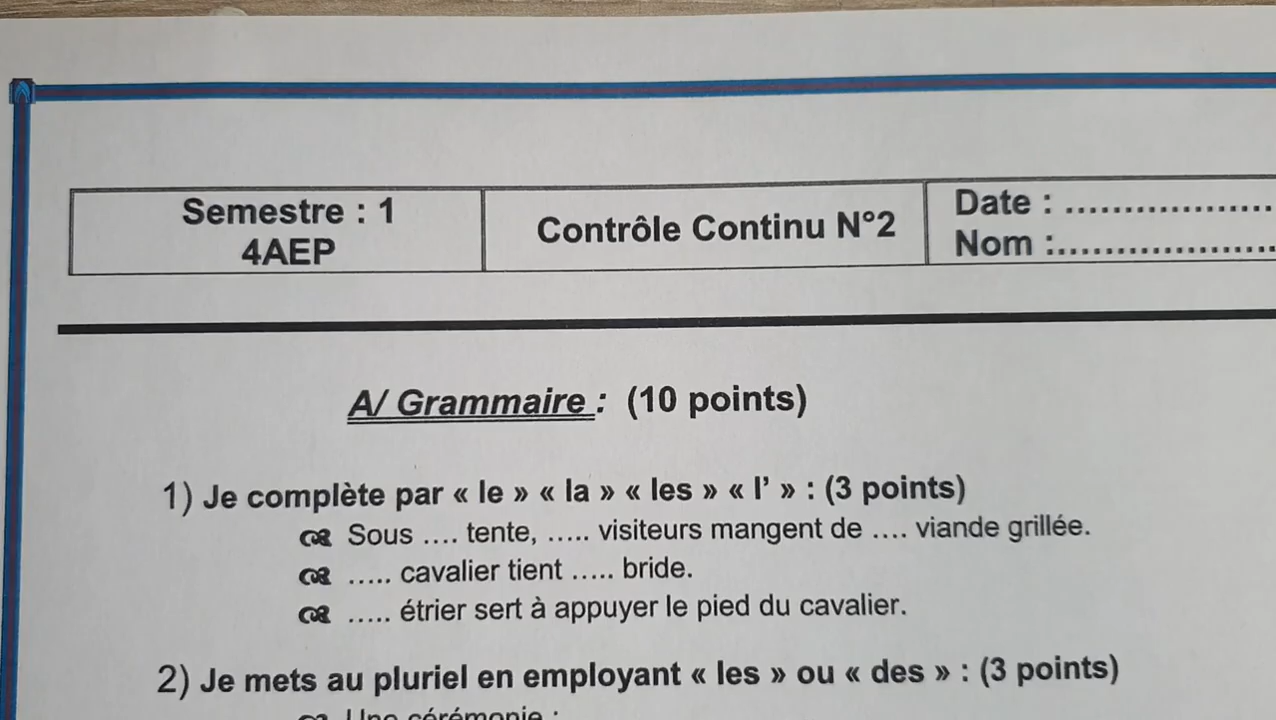 Semestre : 1
4AEP
Contrôle Continu N°2
Date : ..................
Nom :...................
A/ Grammaire : (10 points)
1) Je complète par « le » « la » « les » « l’ » : (3 points)
Sous .... tente, ..... visiteurs mangent de .... viande grillée.
..... cavalier tient ..... bride.
..... étrier sert à appuyer le pied du cavalier.
2) Je mets au pluriel en employant « les » ou « des » : (3 points)
Une cérémonie :